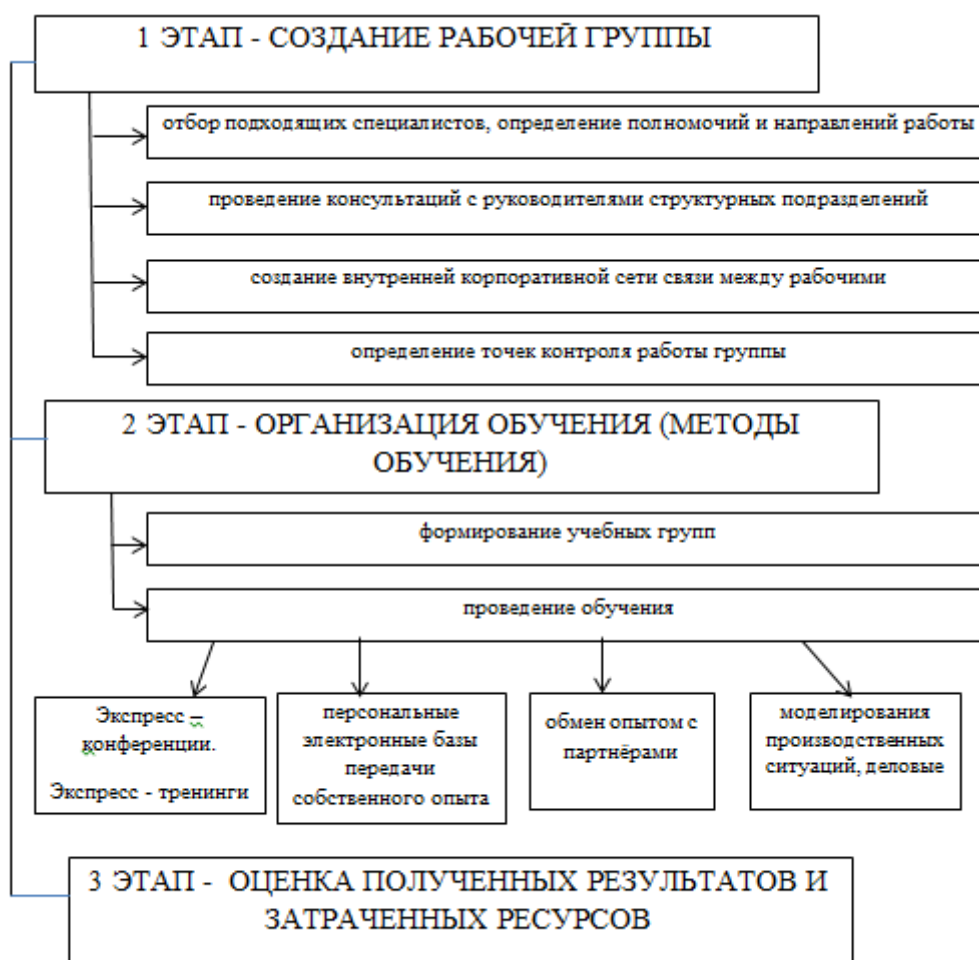 1 ЭТАП - СОЗДАНИЕ РАБОЧЕЙ ГРУППЫ
отбор подходящих специалистов, определение полномочий и направлений работы
проведение консультаций с руководителями структурных подразделений
создание внутренней корпоративной сети связи между рабочими
определение точек контроля работы группы
2 ЭТАП - ОРГАНИЗАЦИЯ ОБУЧЕНИЯ (МЕТОДЫ
ОБУЧЕНИЯ)
формирование учебных групп
проведение обучения
Экспресс –
конференции.
Экспресс - тренинги
персональные
электронные базы
передачи
собственного опыта
обмен опытом с
партнёрами
моделирования
производственных
ситуаций, деловые
3 ЭТАП - ОЦЕНКА ПОЛУЧЕННЫХ РЕЗУЛЬТАТОВ И
ЗАТРАЧЕННЫХ РЕСУРСОВ